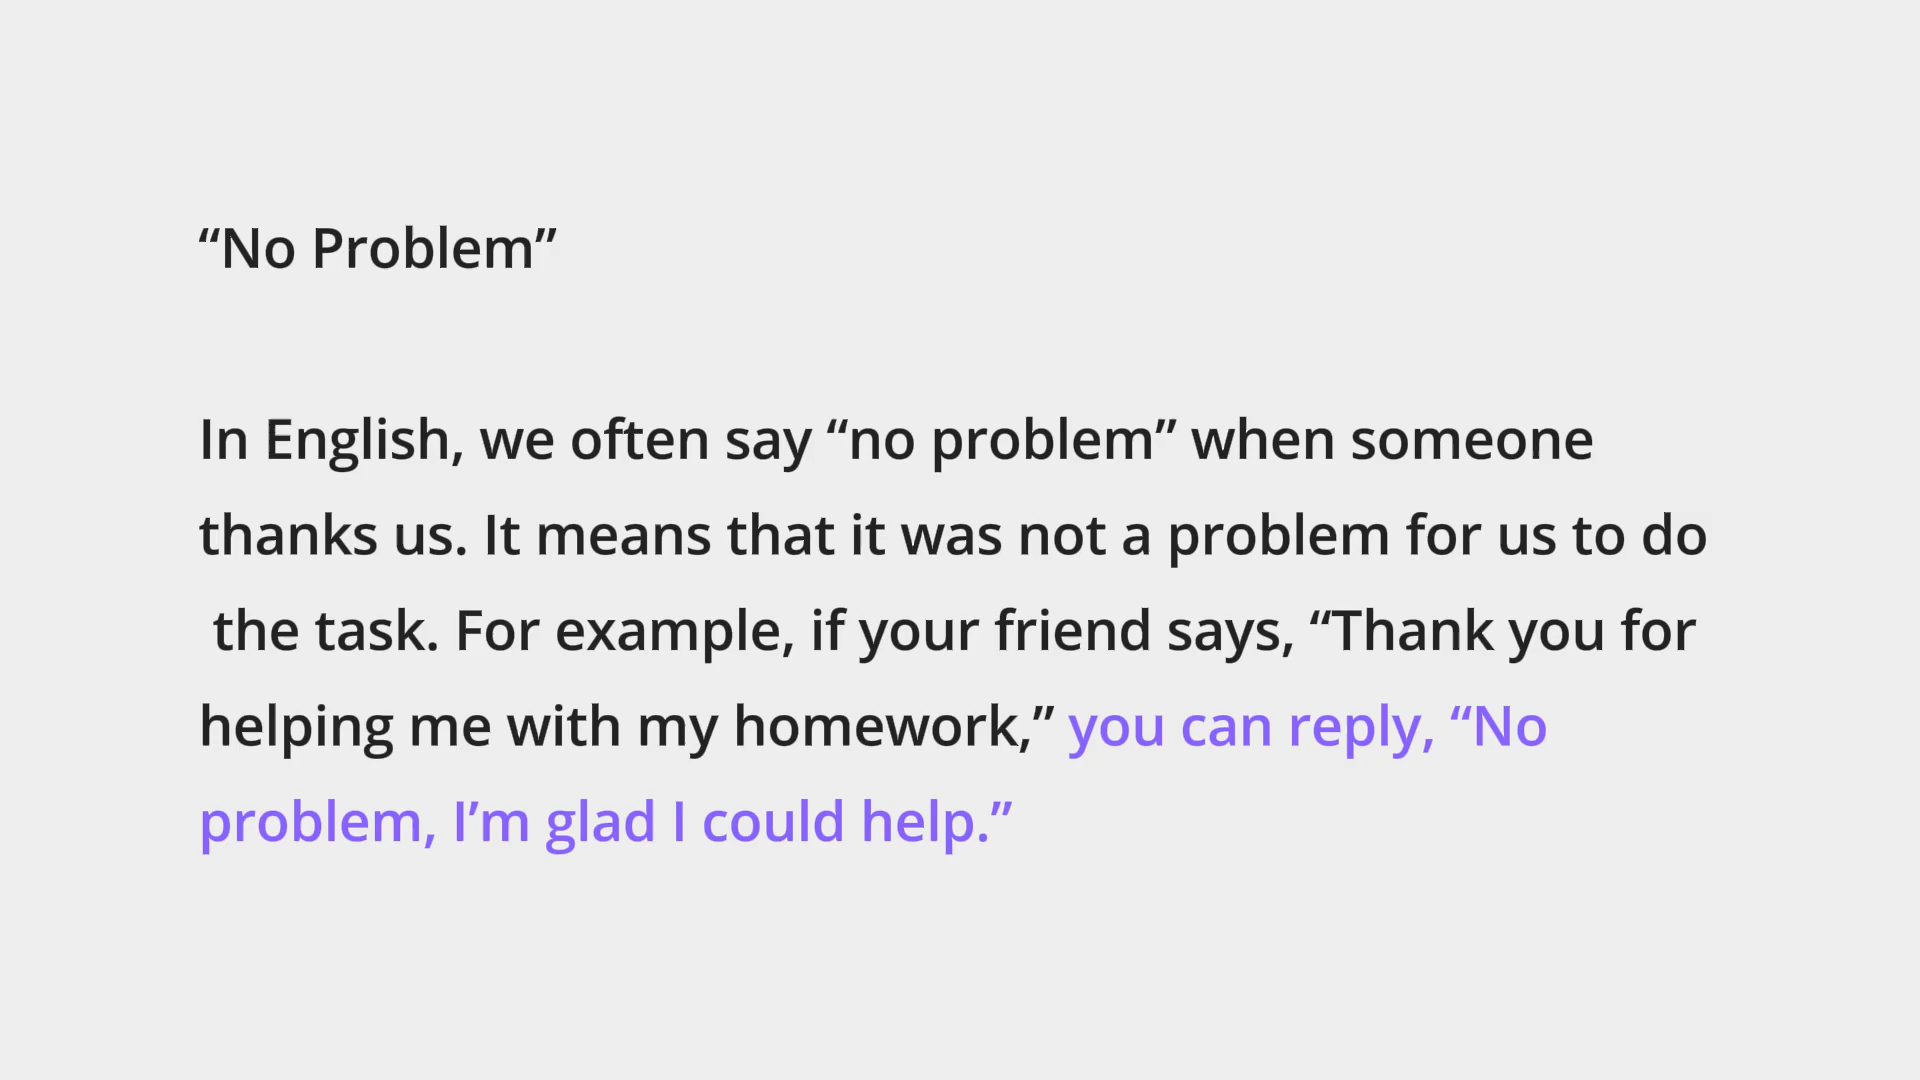 “No Problem”
In English, we often say “no problem” when someone
thanks us. It means that it was not a problem for us to do
the task. For example, if your friend says, “Thank you for
helping me with my homework,” you can reply, “No
problem, I’m glad I could help.”